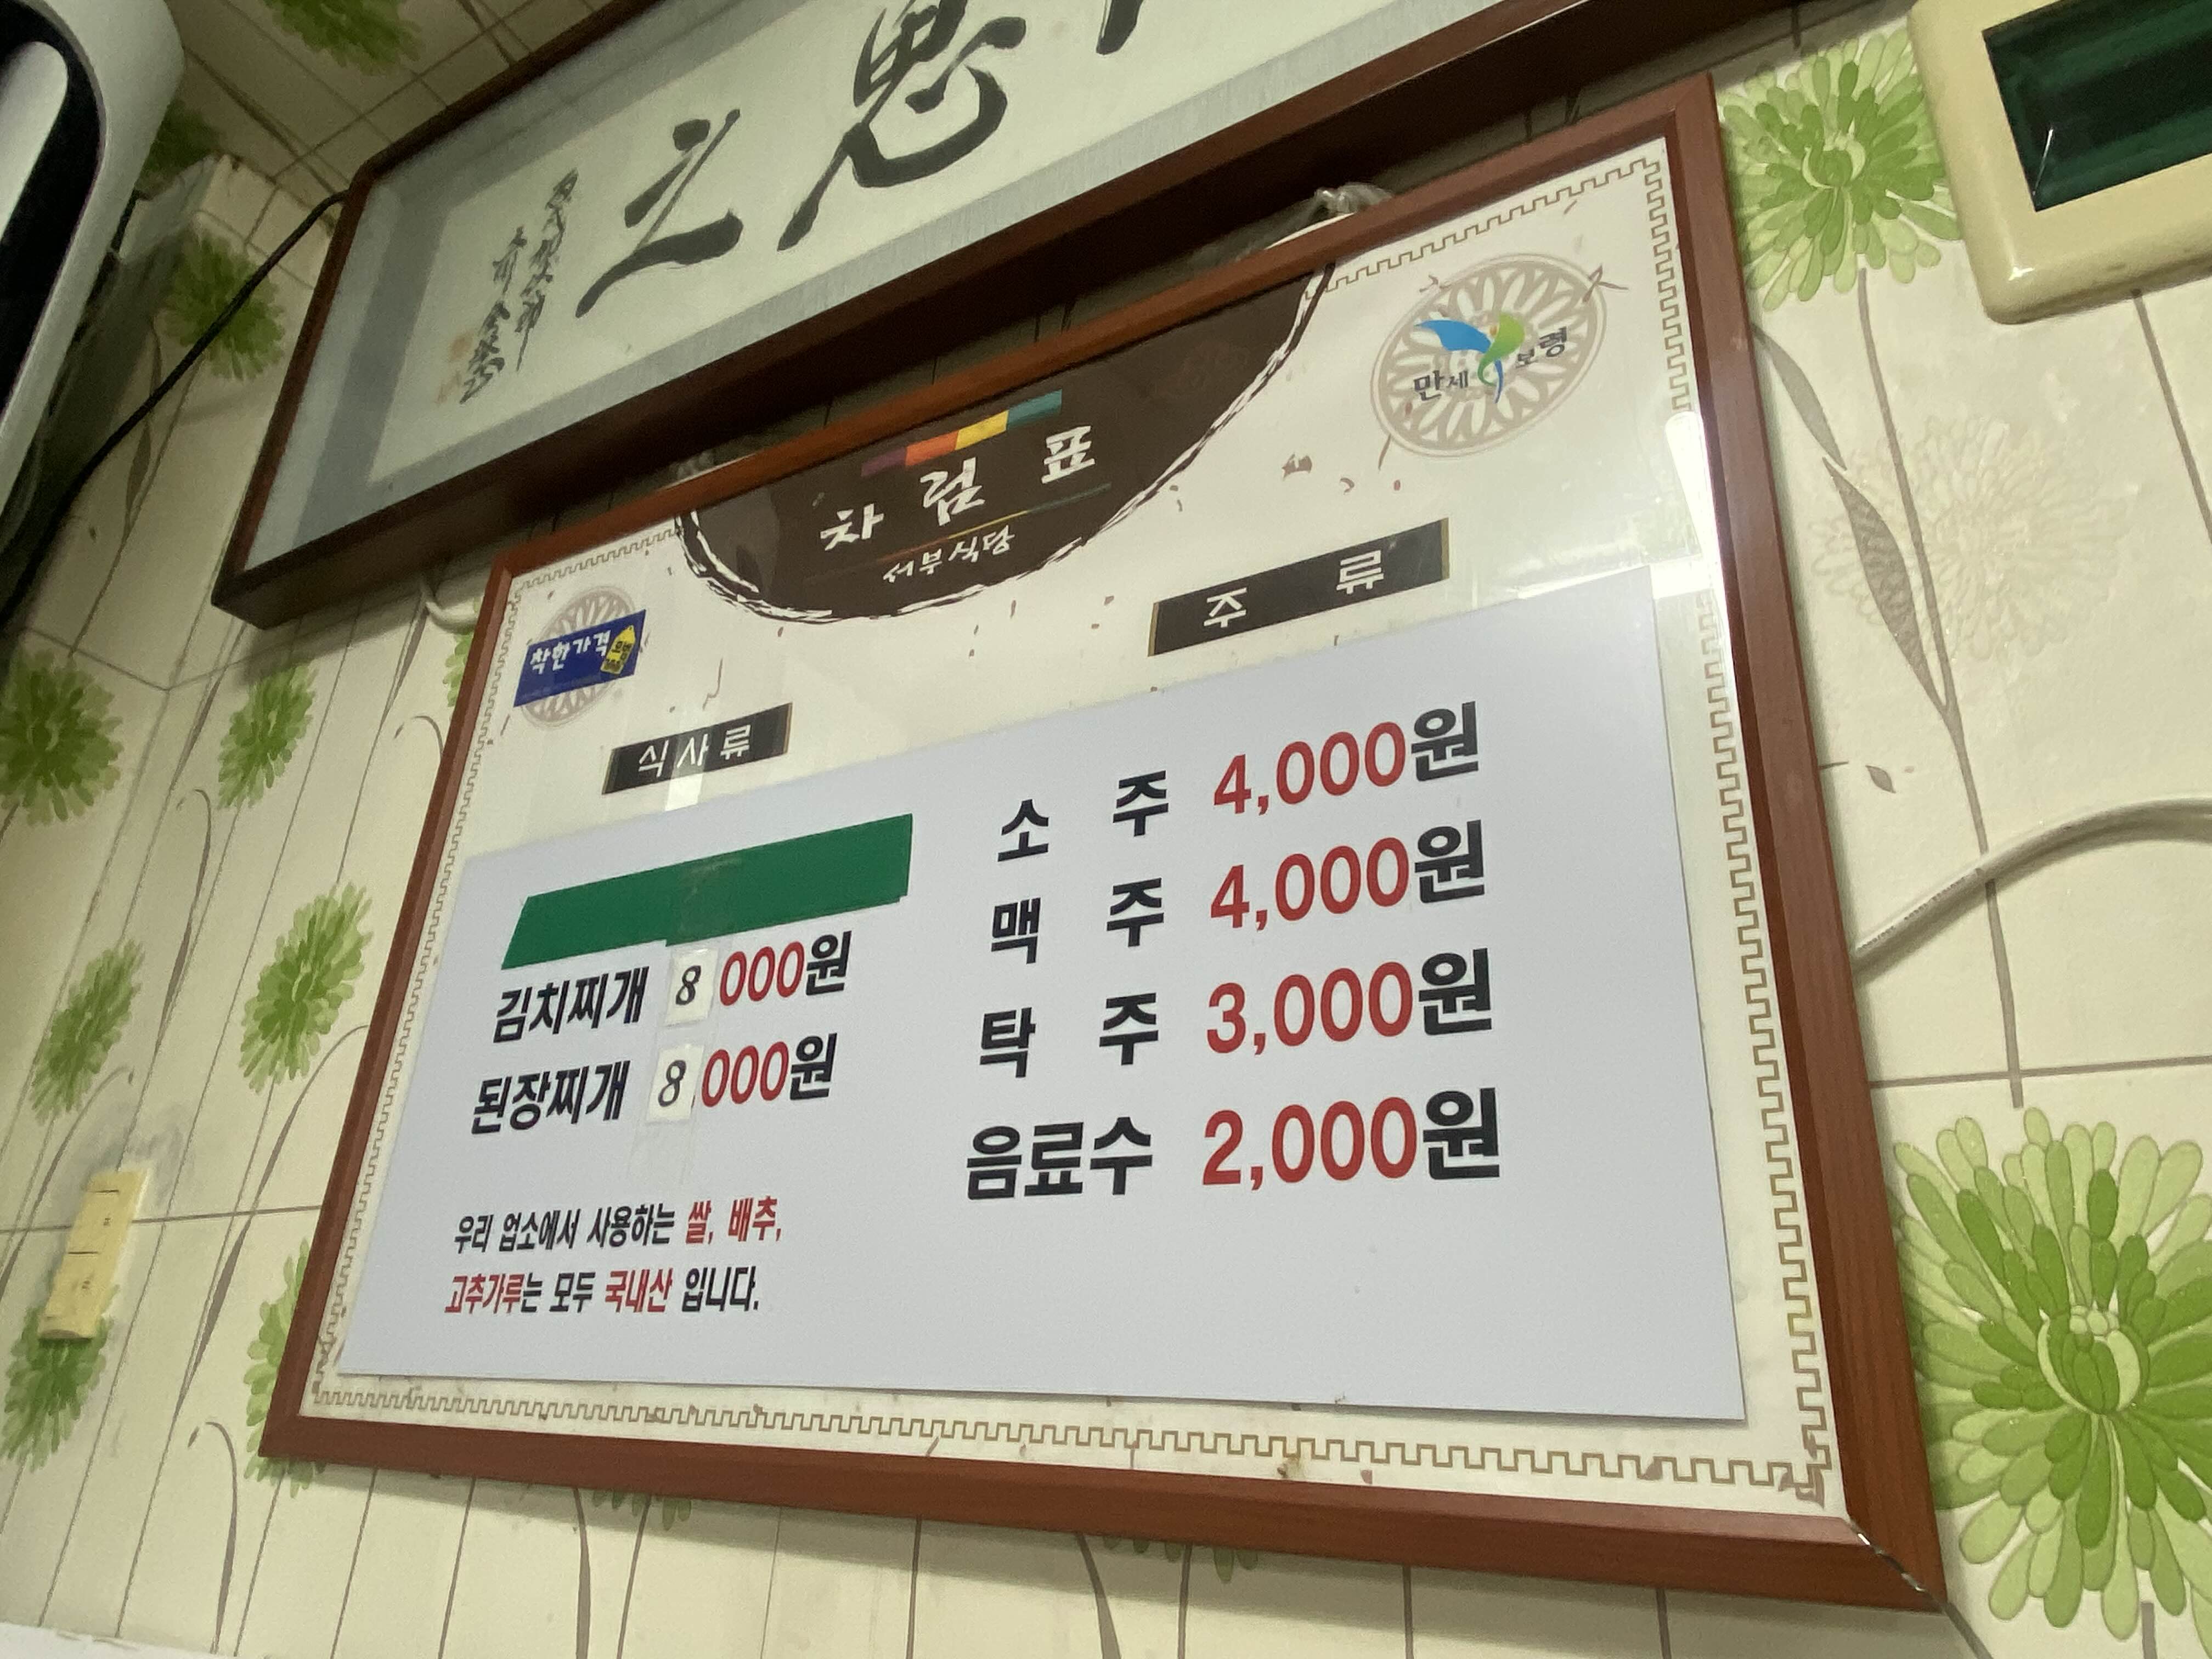 思之
만세 보령
차림표
서부식당
착한가격
식사류
주류
김치찌개 8000원
된장찌개 8,000원
우리 업소에서 사용하는 쌀, 배추,
고추가루는 모두 국내산 입니다.
소주 4,000원
맥주 4,000원
탁주 3,000원
음료수 2,000원